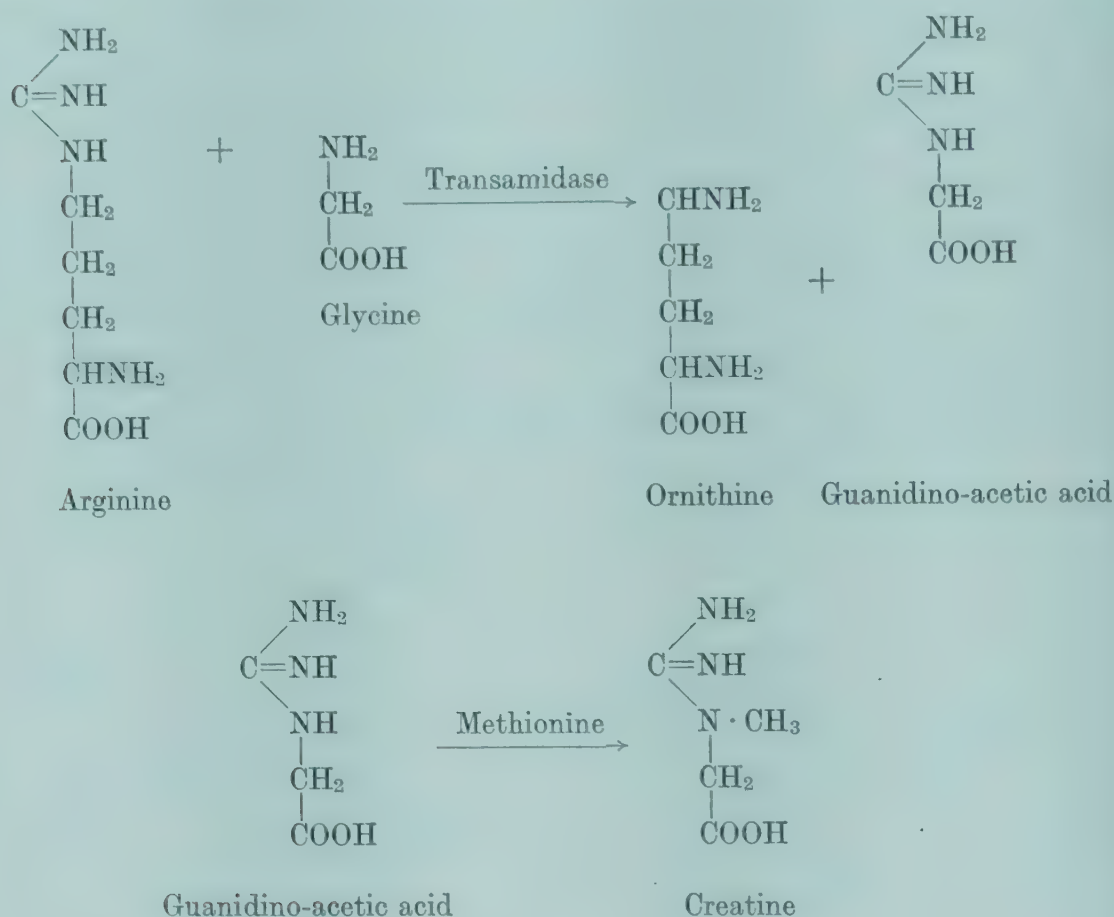 NH₂
C=NH
NH
CH₂
CH₂
CH₂
CHNH₂
COOH
Arginine
+
NH₂
CH₂
COOH
Glycine
Transamidase
CHNH₂
CH₂
CH₂
CHNH₂
COOH
Ornithine
+
NH₂
C=NH
NH
CH₂
COOH
Guanidino-acetic acid
NH₂
C=NH
NH
CH₂
COOH
Guanidino-acetic acid
Methionine
NH₂
C=NH
N · CH₃
CH₂
COOH
Creatine